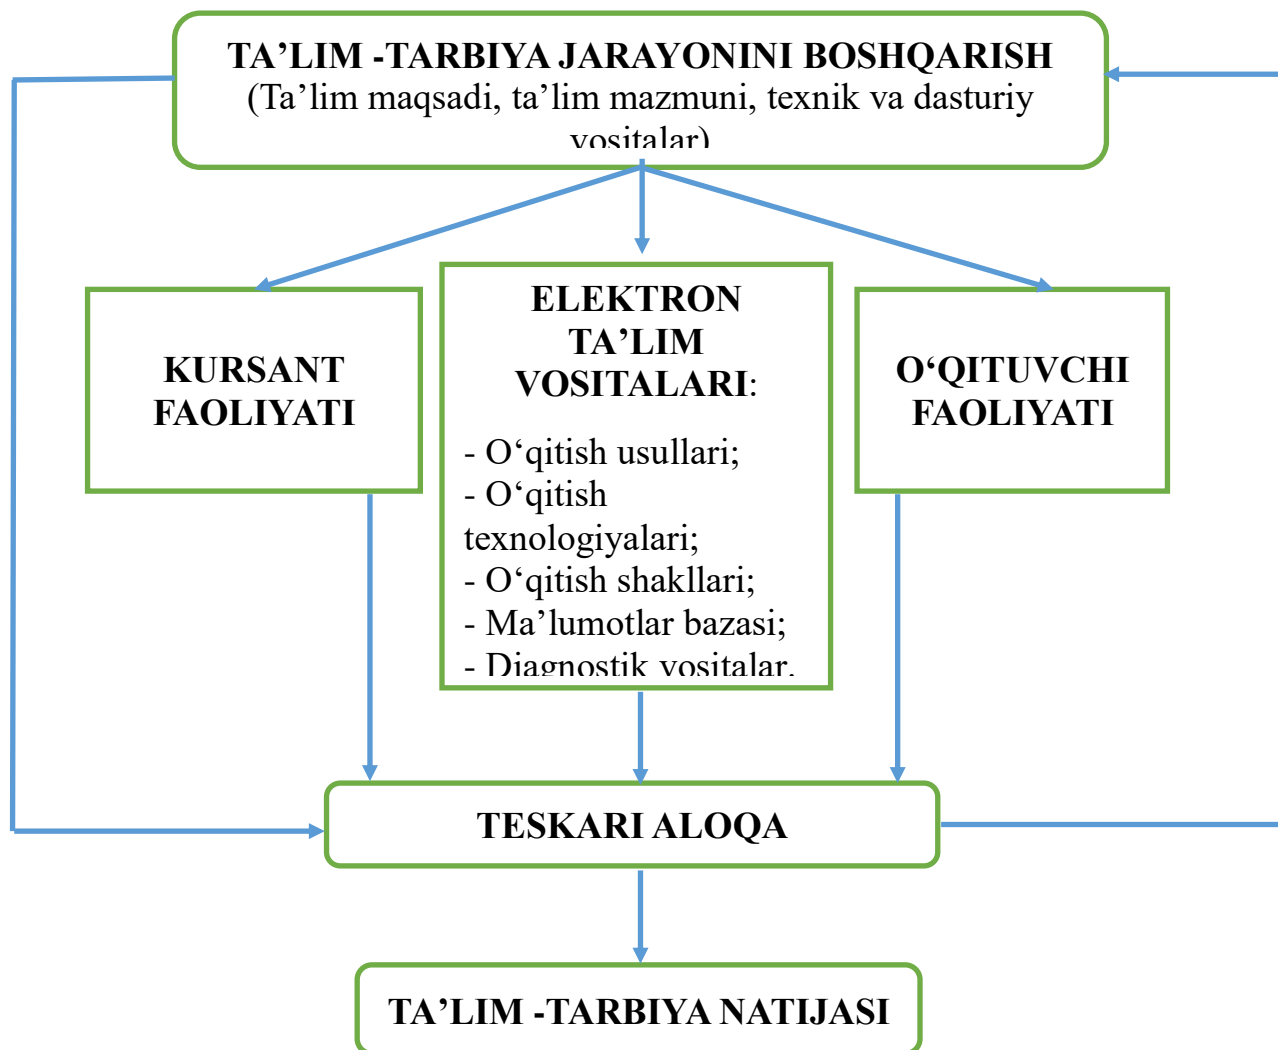 TA’LIM -TARBIYA JARAYONINI BOSHQARISH
(Ta’lim maqsadi, ta’lim mazmuni, texnik va dasturiy
vositalar)
KURSANT
FAOLIYATI
ELEKTRON
TA’LIM
VOSITALARI:
- O‘qitish usullari;
- O‘qitish
texnologiyalari;
- O‘qitish shakllari;
- Ma’lumotlar bazasi;
- Diagnostik vositalar.
O‘QITUVCHI
FAOLIYATI
TESKARI ALOQA
TA’LIM -TARBIYA NATIJASI